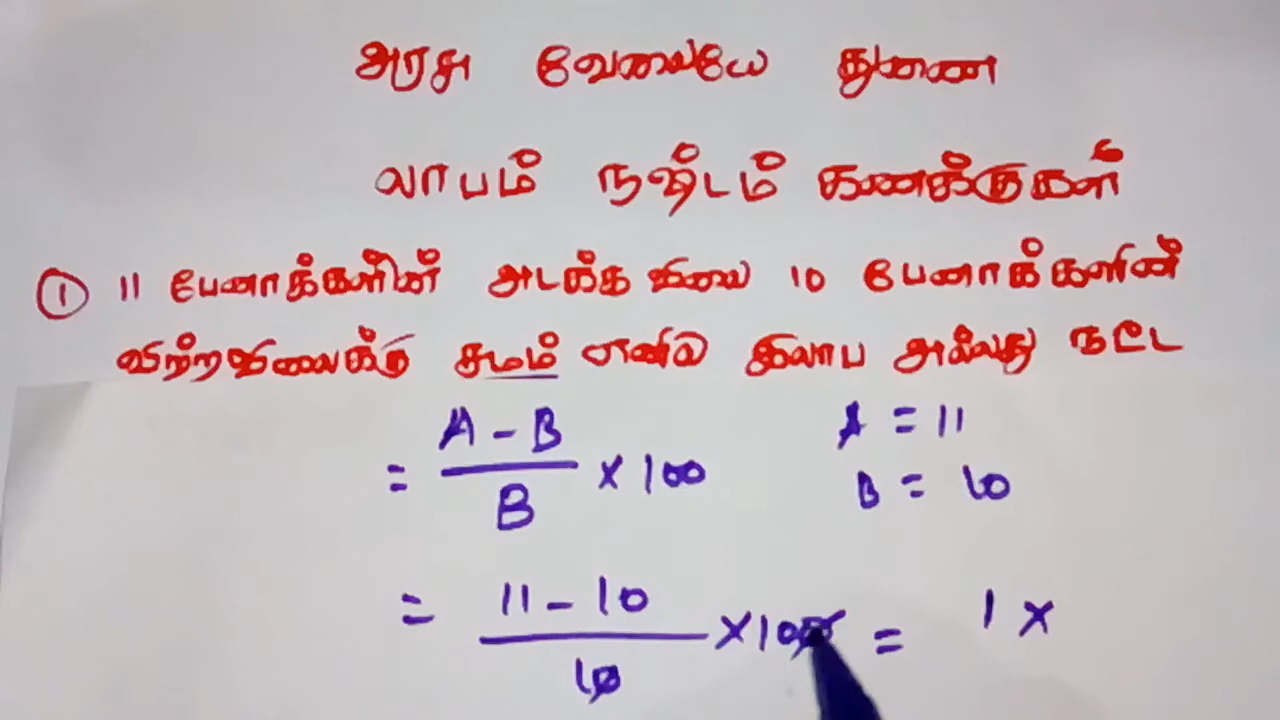 அரசு வேலையே துணை
லாபம் நஷ்டம் கணக்குகள்
① 11 பேனாக்களின் அடக்க விலை 10 பேனாக்களின்
விற்றவிலைக்கு சமம் எனில் இலாப அல்லது நட்ட
= A - B / B × 100
A = 11
B = 10
= 11 - 10 / 10 × 100 = 1 ×